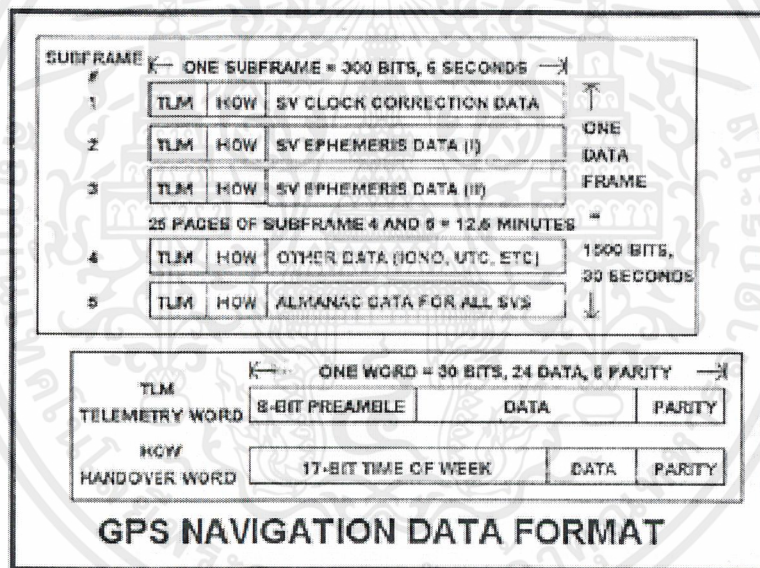 SUBFRAME
#
ONE SUBFRAME = 300 BITS, 6 SECONDS
1 TLM HOW SV CLOCK CORRECTION DATA
2 TLM HOW SV EPHEMERIS DATA (I)
3 TLM HOW SV EPHEMERIS DATA (II)
ONE
DATA
FRAME
=
25 PAGES OF SUBFRAME 4 AND 5 = 12.5 MINUTES
4 TLM HOW OTHER DATA (IONO, UTC, ETC)
5 TLM HOW ALMANAC DATA FOR ALL SVS
1500 BITS,
30 SECONDS
ONE WORD = 30 BITS, 24 DATA, 6 PARITY
TLM
TELEMETRY WORD
8-BIT PREAMBLE DATA PARITY
HOW
HANDOVER WORD
17-BIT TIME OF WEEK DATA PARITY
GPS NAVIGATION DATA FORMAT